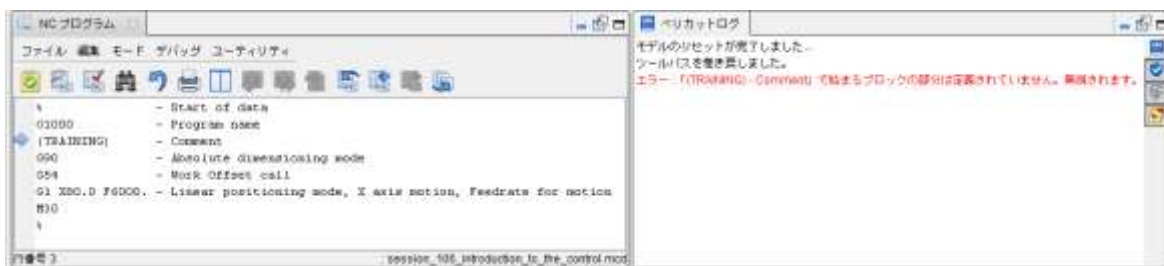 NC プログラム
ファイル 編集 モード デバッグ ユーティリティ
% - Start of data
O1000 - Program name
(TRAINING) - Comment
G90 - Absolute dimensioning mode
G54 - Work Offset call
G1 X80.0 F6000. - Linear positioning mode, X axis motion, Feedrate for motion
M30
%
行番号 3
session_106_introduction_to_the_control.mcd
ベリカットログ
モデルのリセットが完了しました...
ツールパスを巻き戻しました。
エラー: 「(TRAINING) - Comment」 で始まるブロックの部分は定義されていません。無視されます。